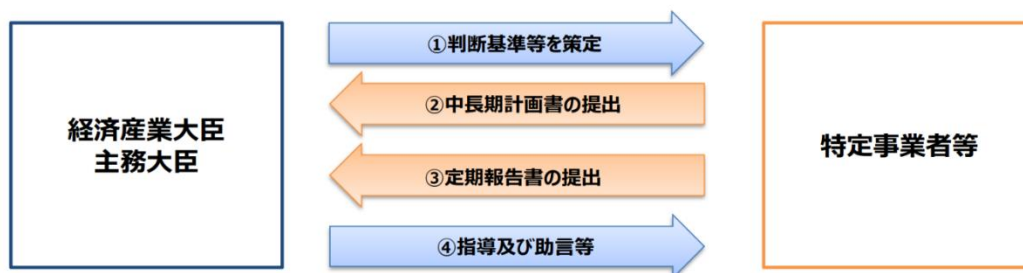 経済産業大臣
主務大臣
①判断基準等を策定
②中長期計画書の提出
③定期報告書の提出
④指導及び助言等
特定事業者等